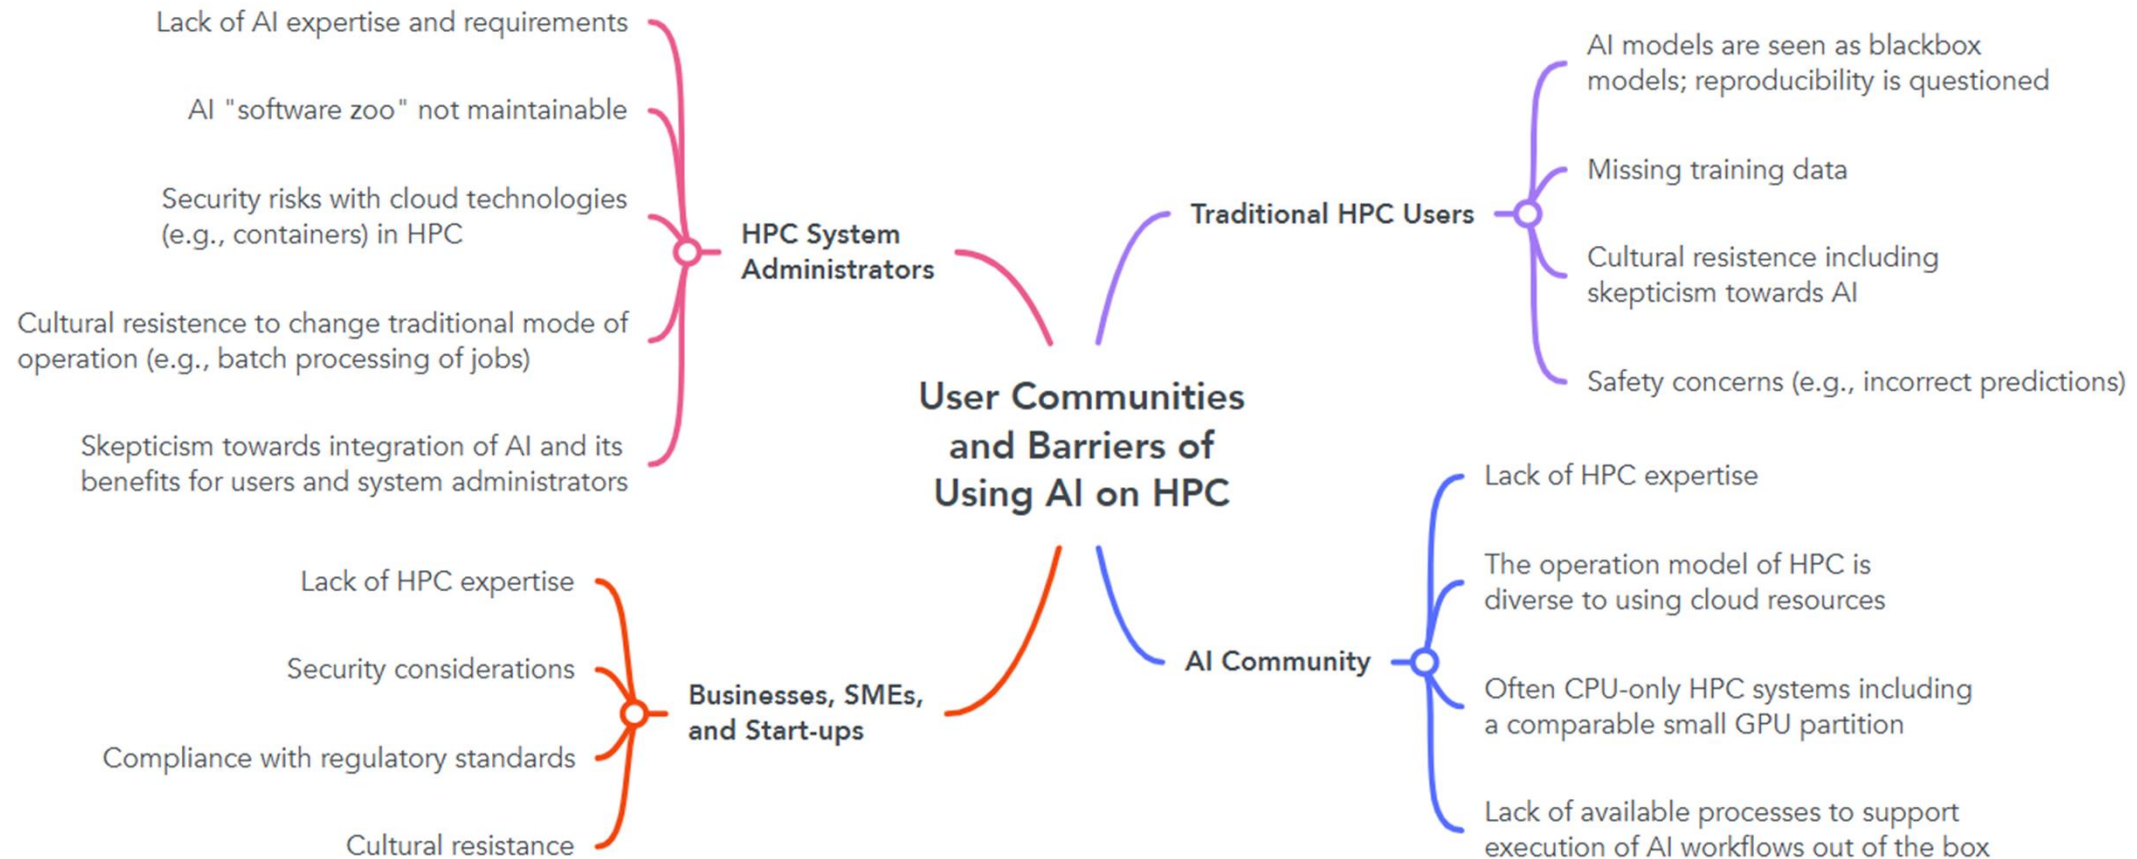 Lack of AI expertise and requirements
AI "software zoo" not maintainable
Security risks with cloud technologies
(e.g., containers) in HPC
Cultural resistence to change traditional mode of
operation (e.g., batch processing of jobs)
Skepticism towards integration of AI and its
benefits for users and system administrators
HPC System
Administrators
Traditional HPC Users
AI models are seen as blackbox
models; reproducibility is questioned
Missing training data
Cultural resistence including
skepticism towards AI
Safety concerns (e.g., incorrect predictions)
User Communities
and Barriers of
Using AI on HPC
Lack of HPC expertise
Security considerations
Compliance with regulatory standards
Cultural resistance
Businesses, SMEs,
and Start-ups
AI Community
Lack of HPC expertise
The operation model of HPC is
diverse to using cloud resources
Often CPU-only HPC systems including
a comparable small GPU partition
Lack of available processes to support
execution of AI workflows out of the box